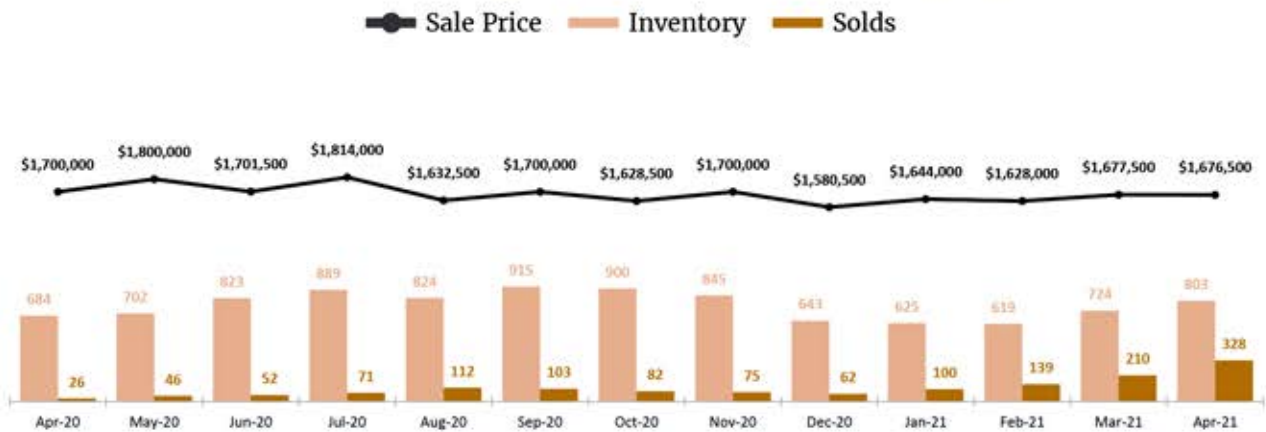 Sale Price Inventory Solds
$1,700,000 $1,800,000 $1,701,500 $1,814,000 $1,632,500 $1,700,000 $1,628,500 $1,700,000 $1,580,500 $1,644,000 $1,628,000 $1,677,500 $1,676,500
684 702 823 889 824 915 900 845 643 625 619 724 803
26 46 52 71 112 103 82 75 62 100 139 210 328
Apr-20 May-20 Jun-20 Jul-20 Aug-20 Sep-20 Oct-20 Nov-20 Dec-20 Jan-21 Feb-21 Mar-21 Apr-21